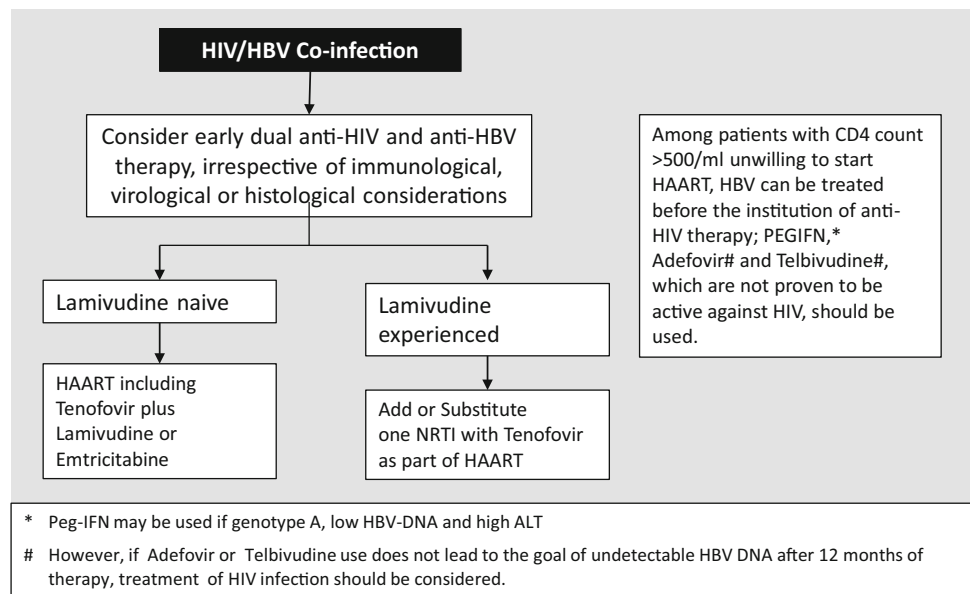 HIV/HBV Co-infection
Consider early dual anti-HIV and anti-HBV
therapy, irrespective of immunological,
virological or histological considerations
Lamivudine naive
HAART including
Tenofovir plus
Lamivudine or
Emtricitabine
Lamivudine
experienced
Add or Substitute
one NRTI with Tenofovir
as part of HAART
Among patients with CD4 count
>500/ml unwilling to start
HAART, HBV can be treated
before the institution of anti-
HIV therapy; PEGIFN,*
Adefovir# and Telbivudine#,
which are not proven to be
active against HIV, should be
used.
* Peg-IFN may be used if genotype A, low HBV-DNA and high ALT
# However, if Adefovir or Telbivudine use does not lead to the goal of undetectable HBV DNA after 12 months of
therapy, treatment of HIV infection should be considered.